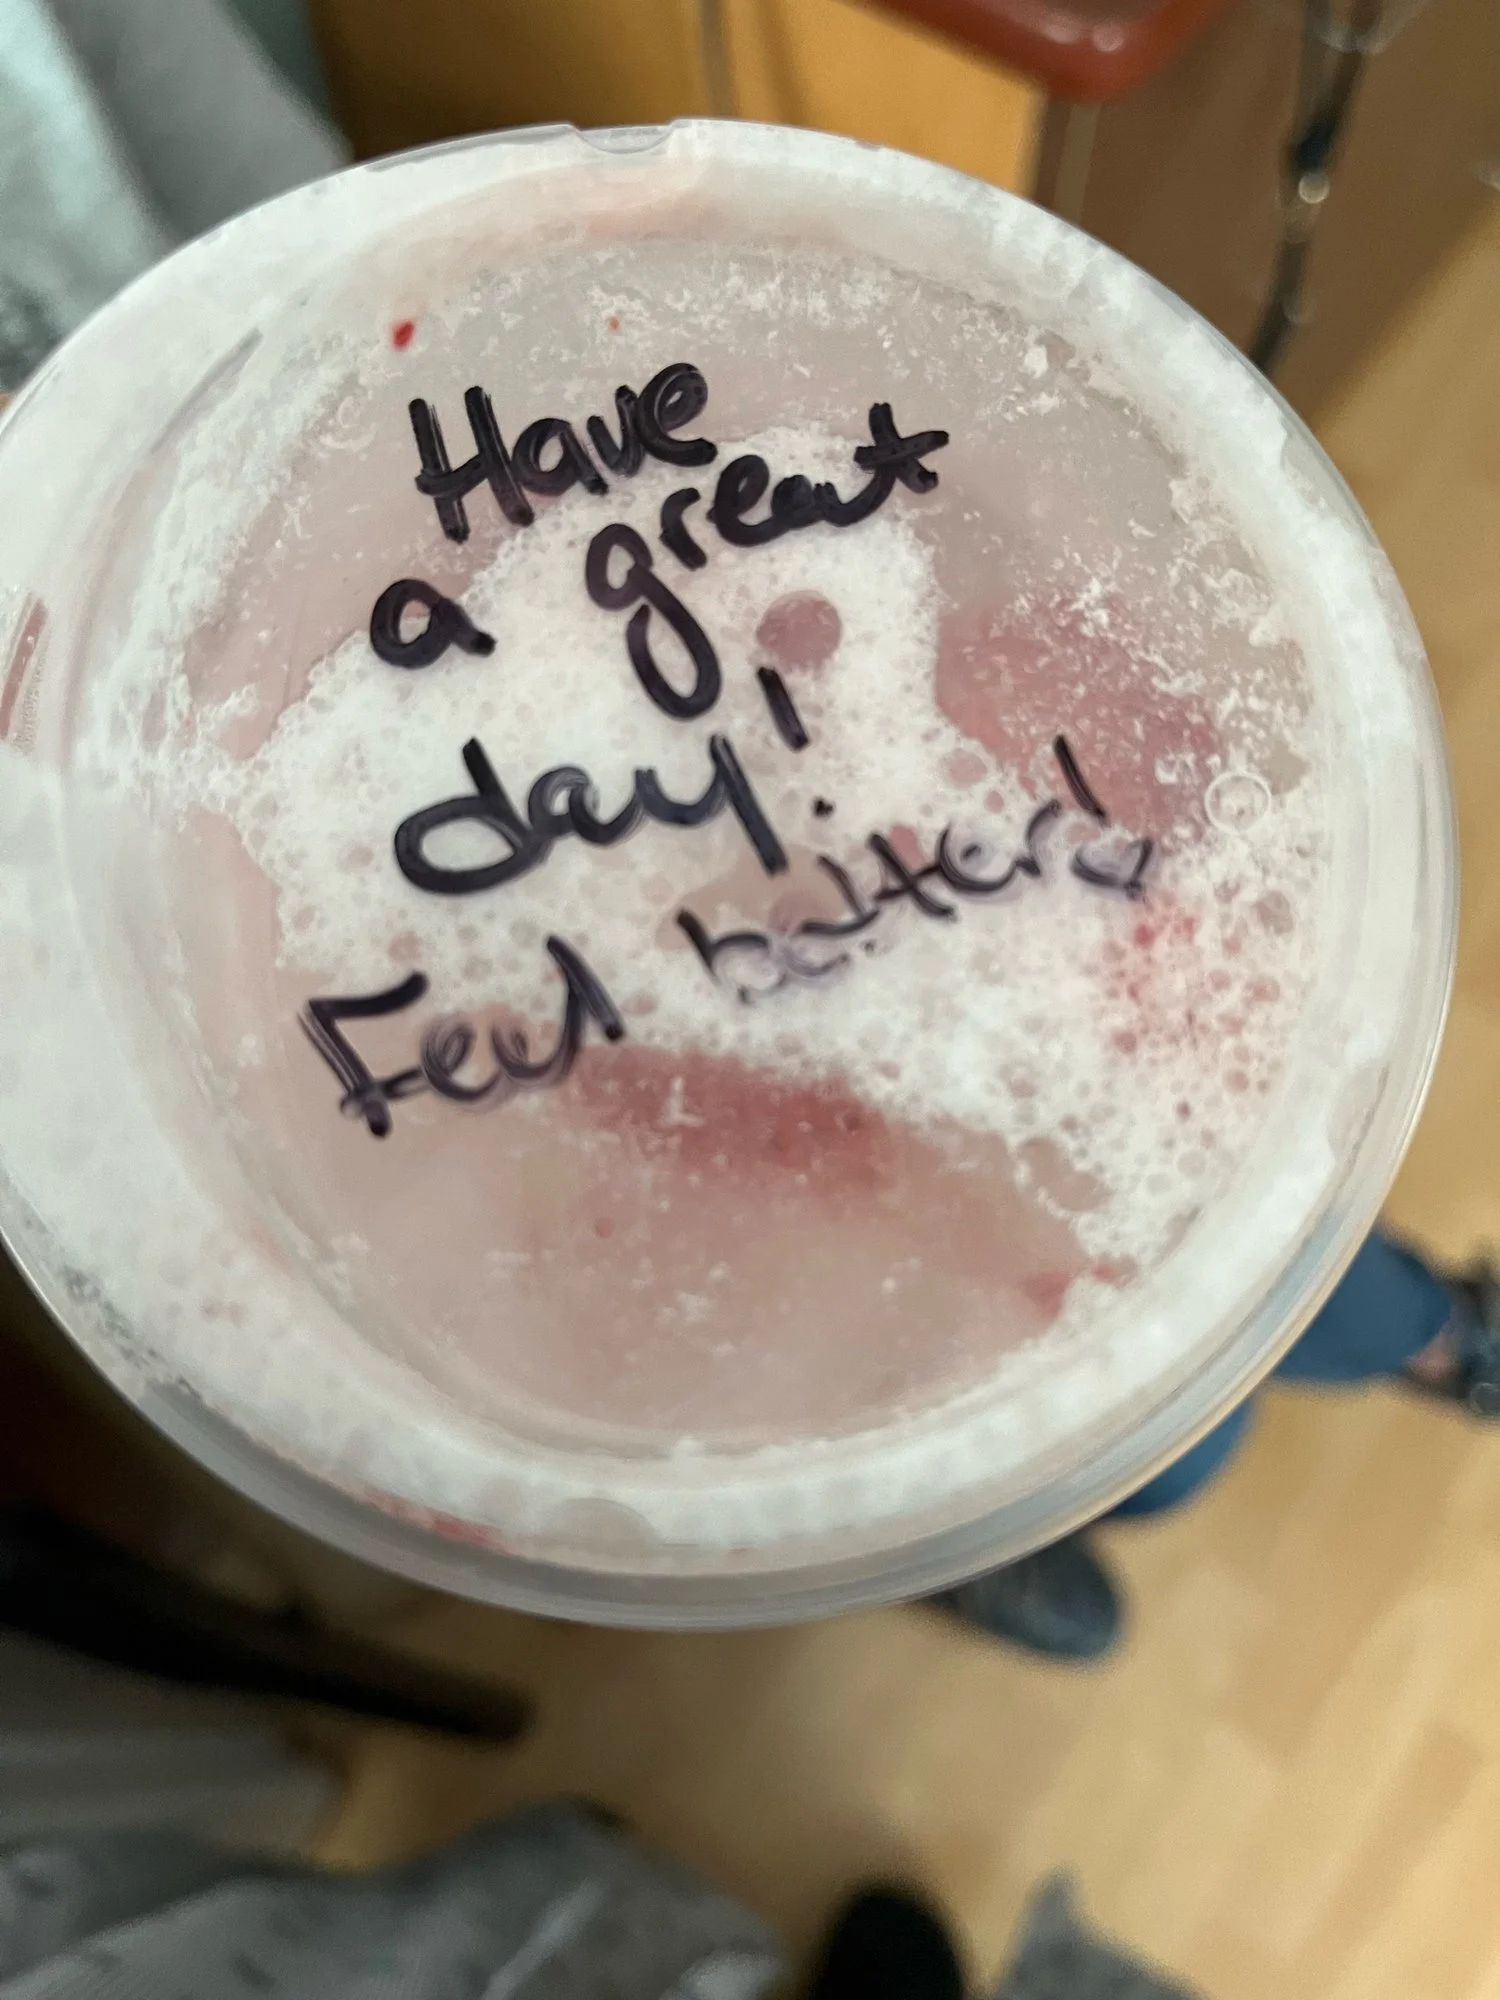 Have
a great
day!
Feel better!♡